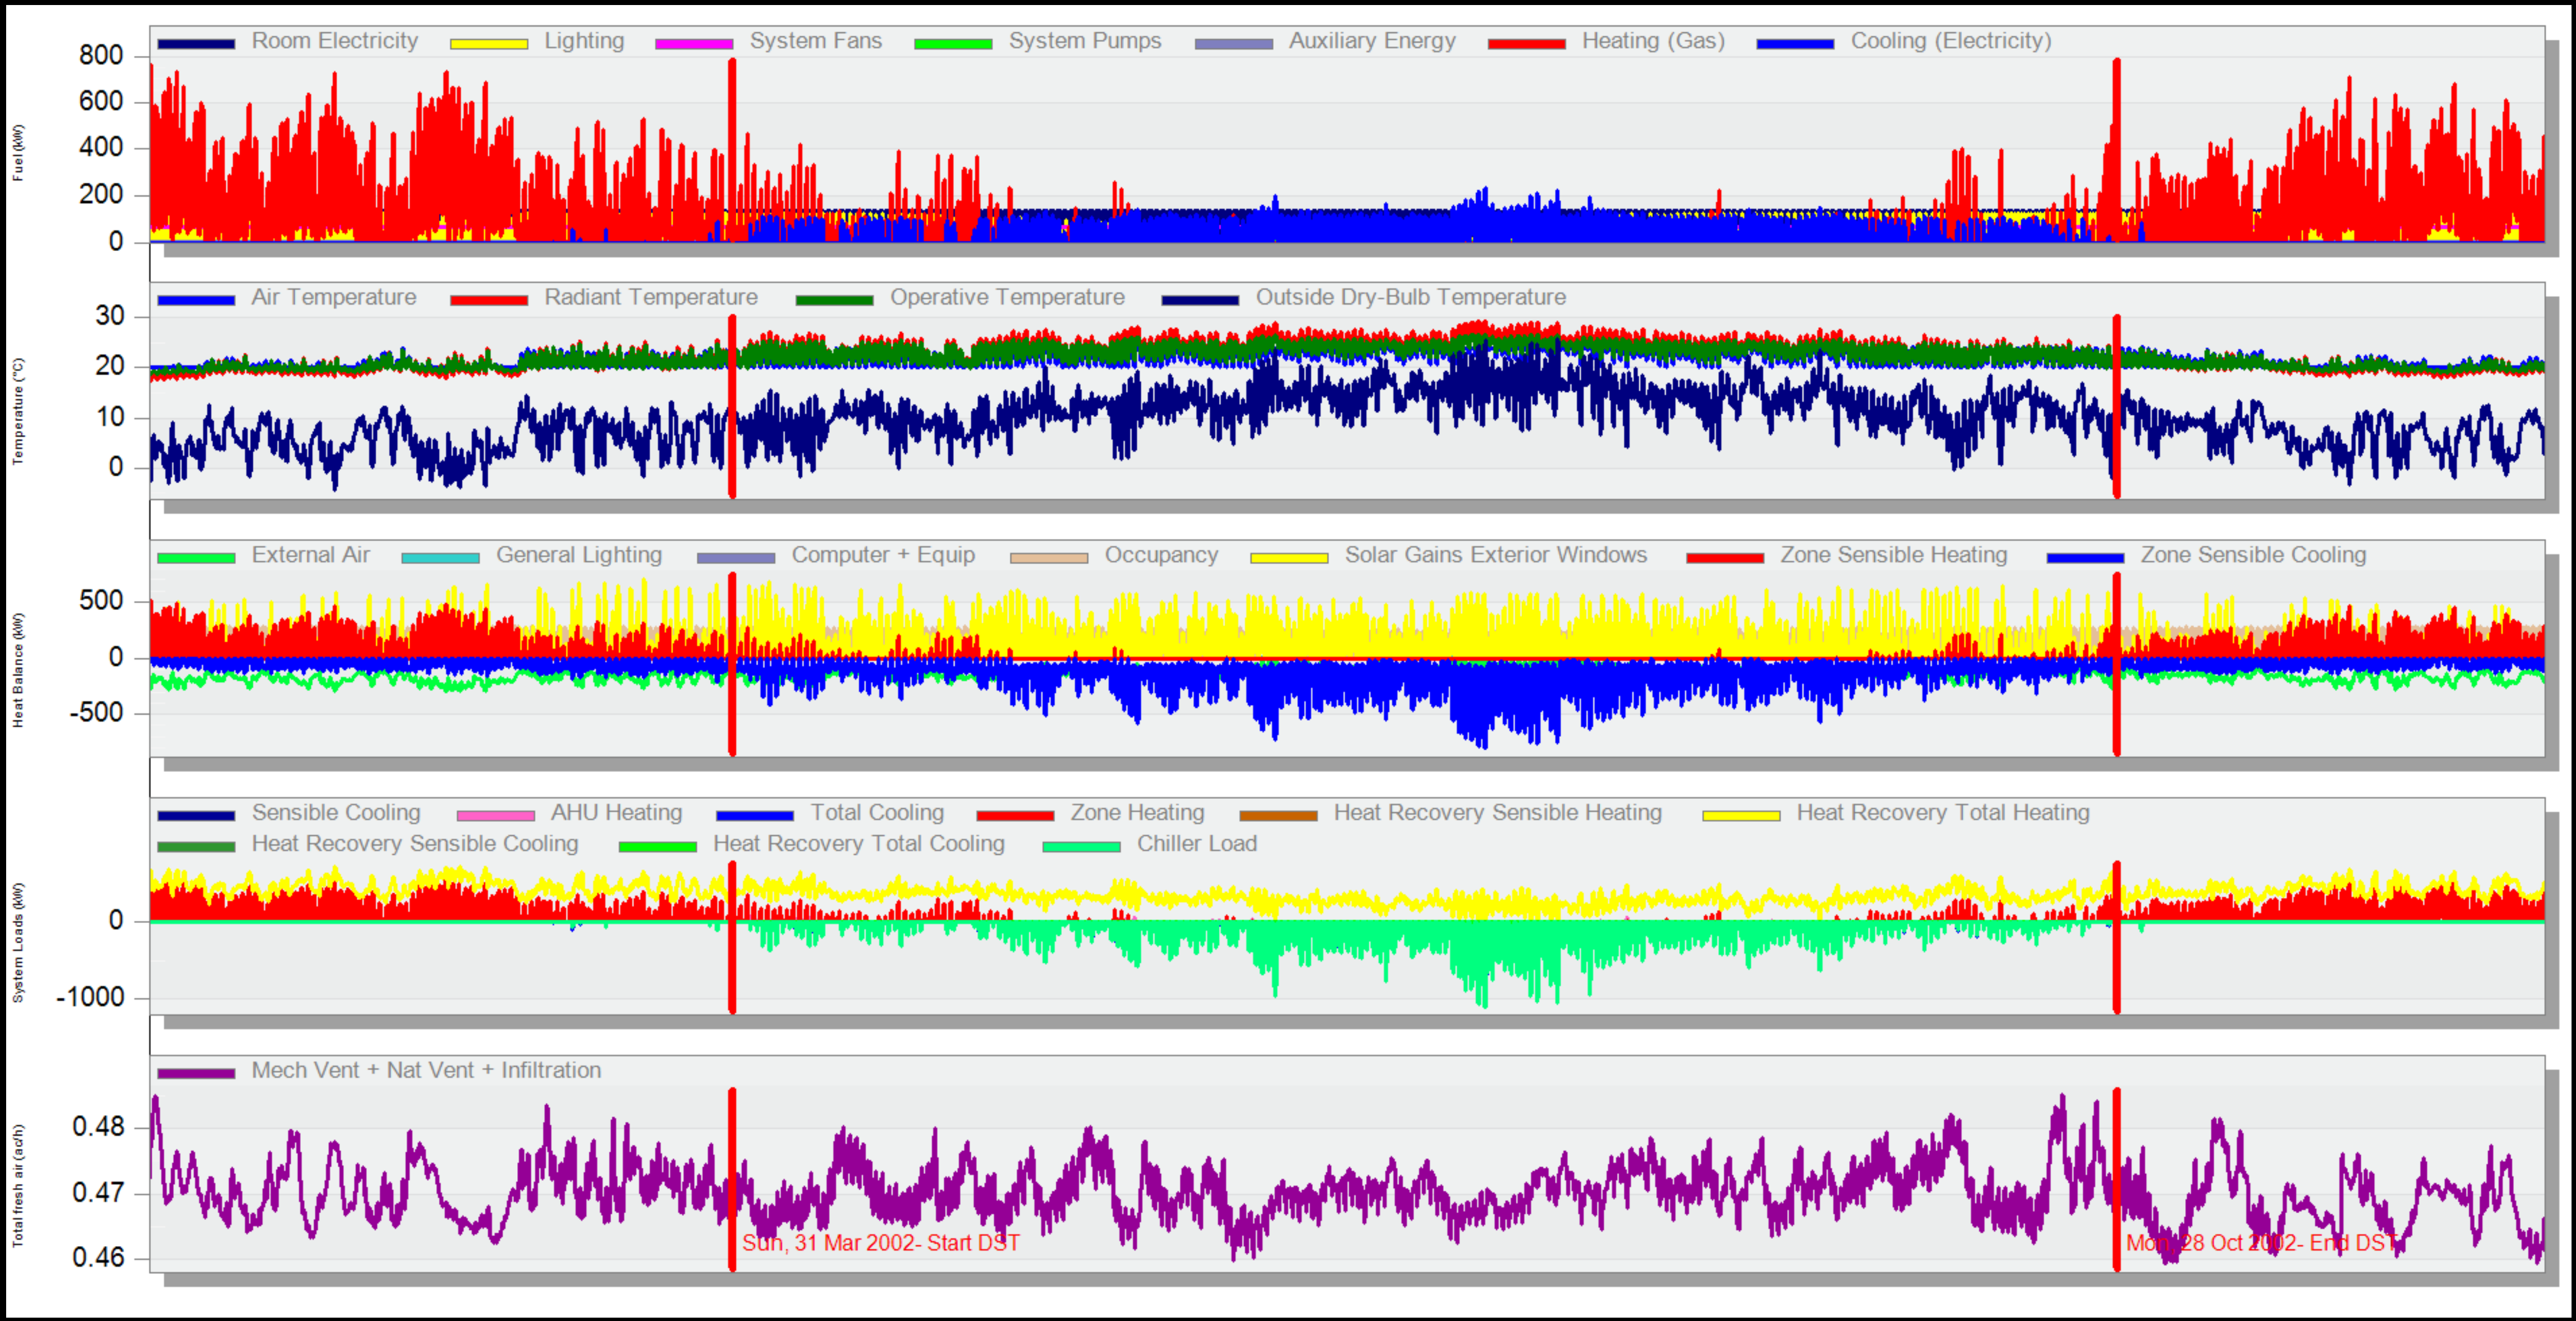 Room Electricity Lighting System Fans System Pumps Auxiliary Energy Heating (Gas) Cooling (Electricity)
800
600
400
200
0
Fuel (kW)
Air Temperature Radiant Temperature Operative Temperature Outside Dry-Bulb Temperature
30
20
10
0
Temperature (°C)
External Air General Lighting Computer + Equip Occupancy Solar Gains Exterior Windows Zone Sensible Heating Zone Sensible Cooling
500
0
-500
Heat Balance (kW)
Sensible Cooling AHU Heating Total Cooling Zone Heating Heat Recovery Sensible Heating Heat Recovery Total Heating
Heat Recovery Sensible Cooling Heat Recovery Total Cooling Chiller Load
0
-1000
System Loads (kW)
Mech Vent + Nat Vent + Infiltration
0.48
0.47
0.46
Total fresh air (ac/h)
Sun, 31 Mar 2002- Start DST
Mon, 28 Oct 2002- End DST